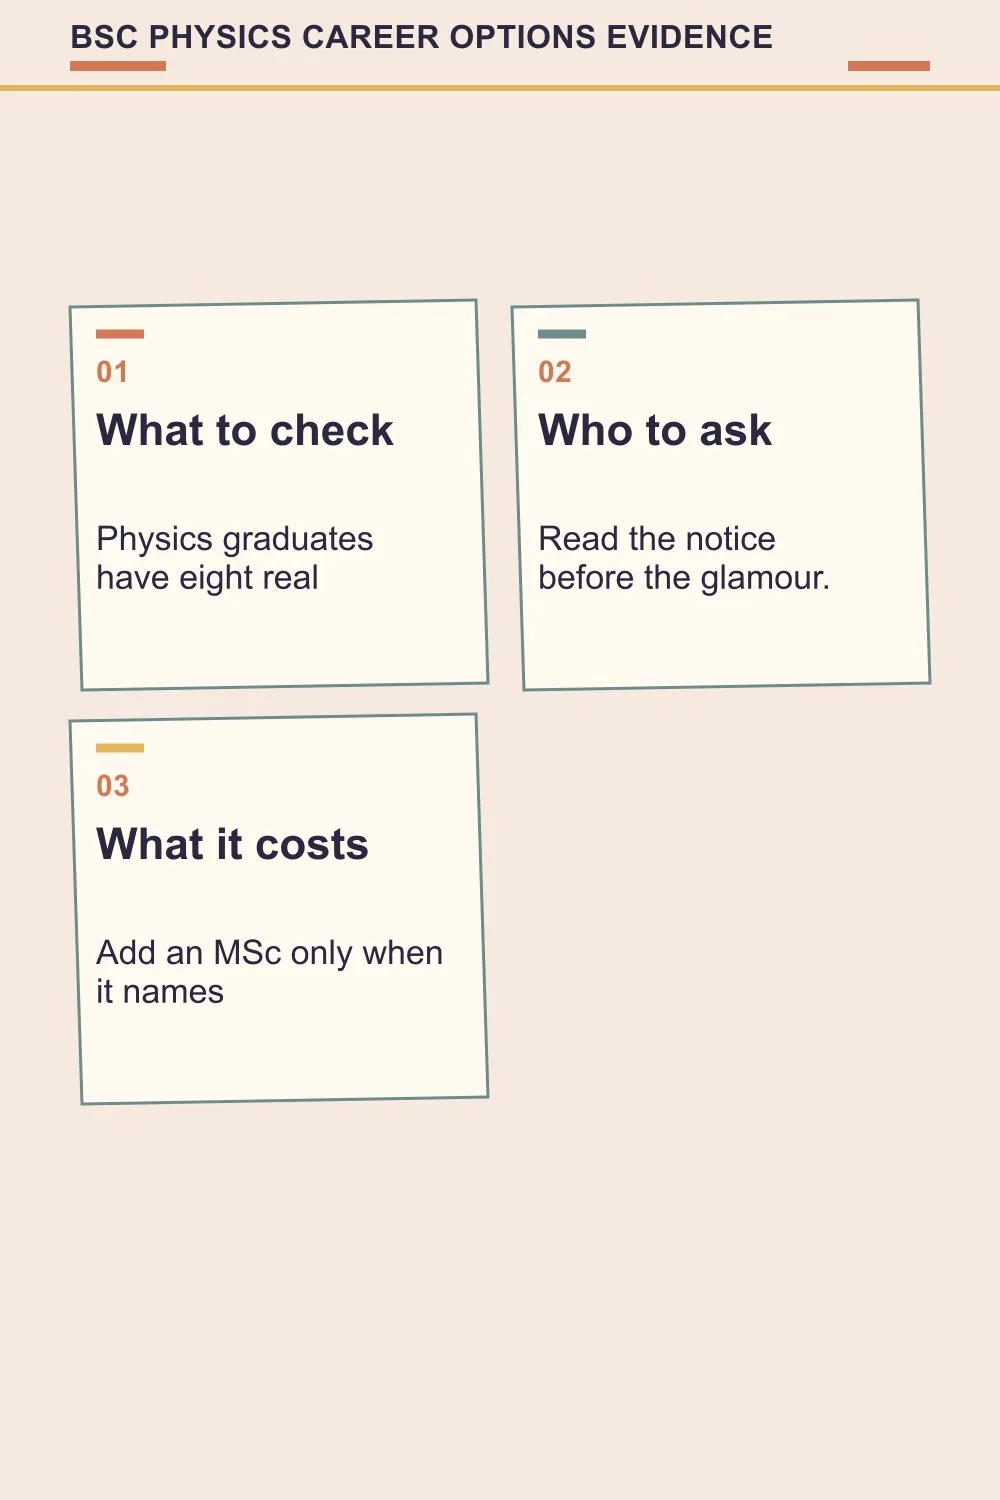 BSC PHYSICS CAREER OPTIONS EVIDENCE
01
What to check
Physics graduates
have eight real
02
Who to ask
Read the notice
before the glamour.
03
What it costs
Add an MSc only when
it names